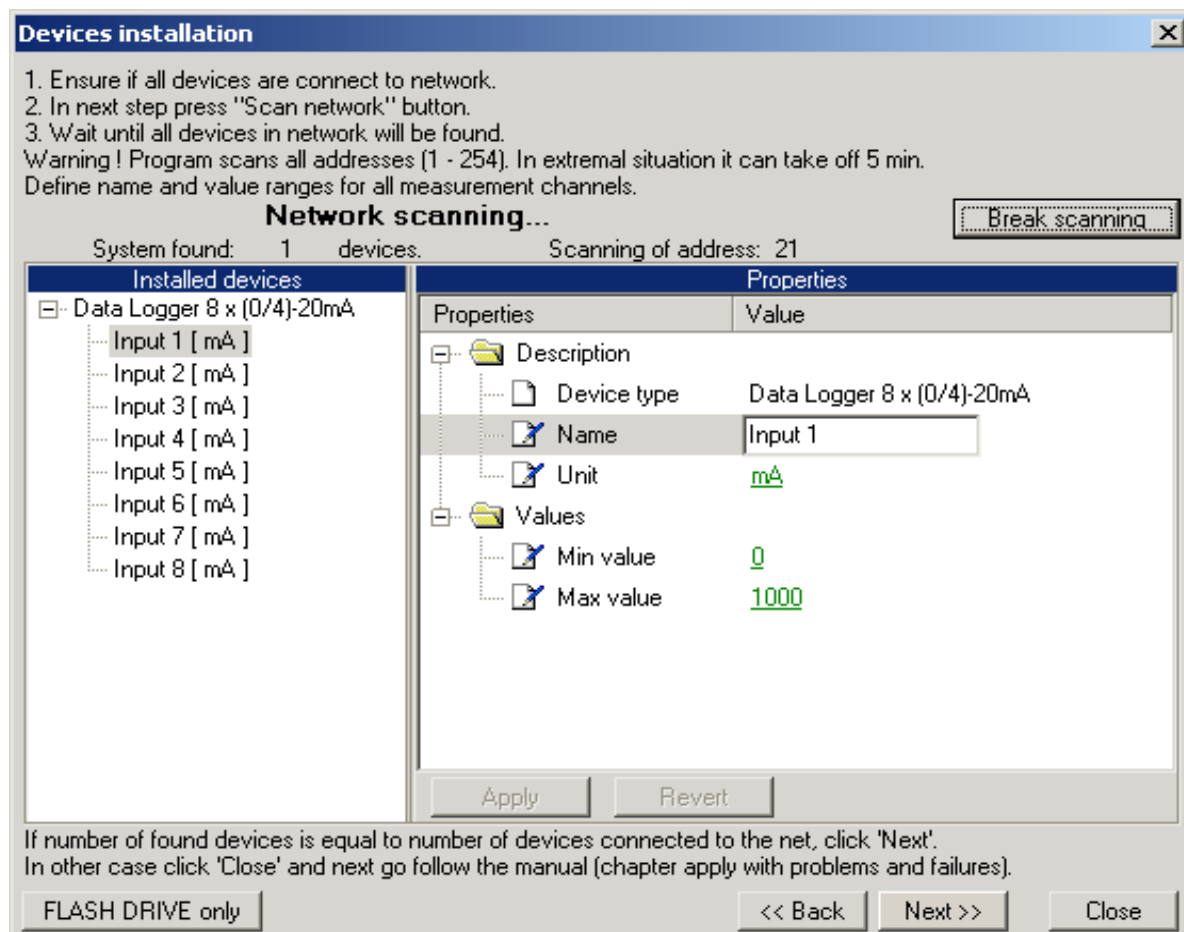 Devices installation
1. Ensure if all devices are connect to network.
2. In next step press "Scan network" button.
3. Wait until all devices in network will be found.
Warning ! Program scans all addresses (1 - 254). In extremal situation it can take off 5 min.
Define name and value ranges for all measurement channels.
Network scanning...
Break scanning
System found: 1 devices. Scanning of address: 21
Installed devices
Data Logger 8 x (0/4)-20mA
Input 1 [ mA ]
Input 2 [ mA ]
Input 3 [ mA ]
Input 4 [ mA ]
Input 5 [ mA ]
Input 6 [ mA ]
Input 7 [ mA ]
Input 8 [ mA ]
Properties
Properties Value
Description
Device type Data Logger 8 x (0/4)-20mA
Name Input 1
Unit mA
Values
Min value 0
Max value 1000
Apply Revert
If number of found devices is equal to number of devices connected to the net, click 'Next'.
In other case click 'Close' and next go follow the manual (chapter apply with problems and failures).
FLASH DRIVE only << Back Next >> Close